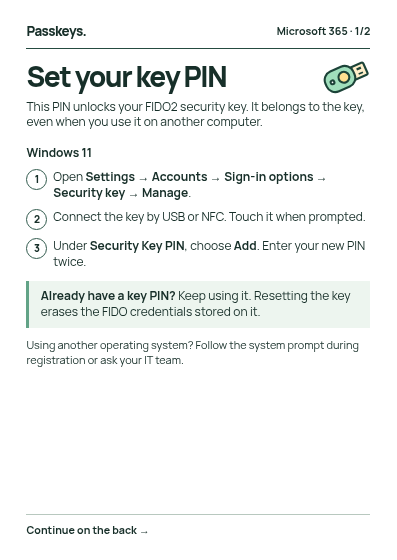 Passkeys.
Microsoft 365 · 1/2
Set your key PIN
This PIN unlocks your FIDO2 security key. It belongs to the key,
even when you use it on another computer.
Windows 11
1 Open Settings → Accounts → Sign-in options →
Security key → Manage.
2 Connect the key by USB or NFC. Touch it when prompted.
3 Under Security Key PIN, choose Add. Enter your new PIN
twice.
Already have a key PIN? Keep using it. Resetting the key
erases the FIDO credentials stored on it.
Using another operating system? Follow the system prompt during
registration or ask your IT team.
Continue on the back →